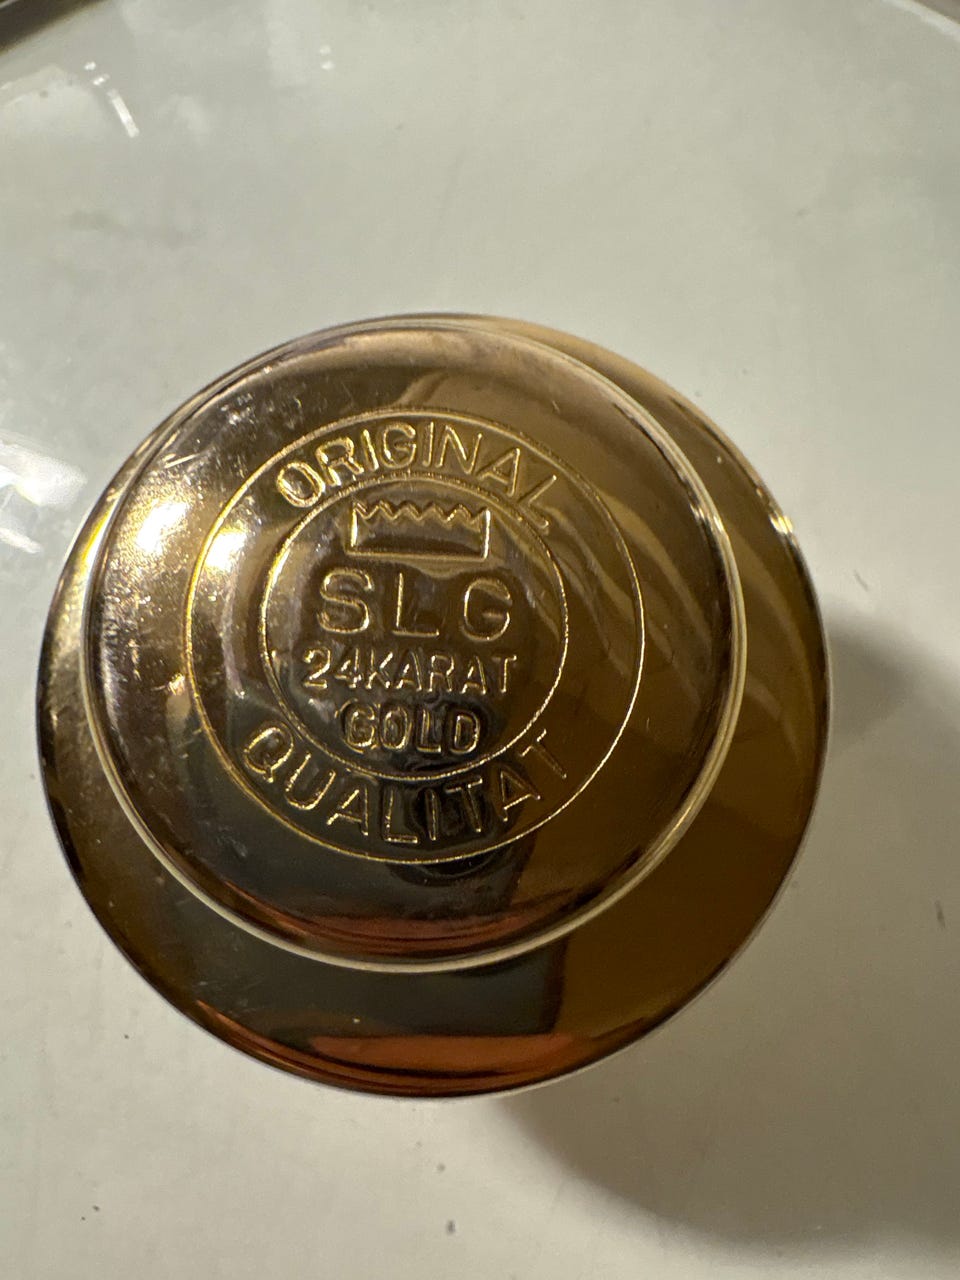 ORIGINAL
SLG
24KARAT
GOLD
QUALITAT